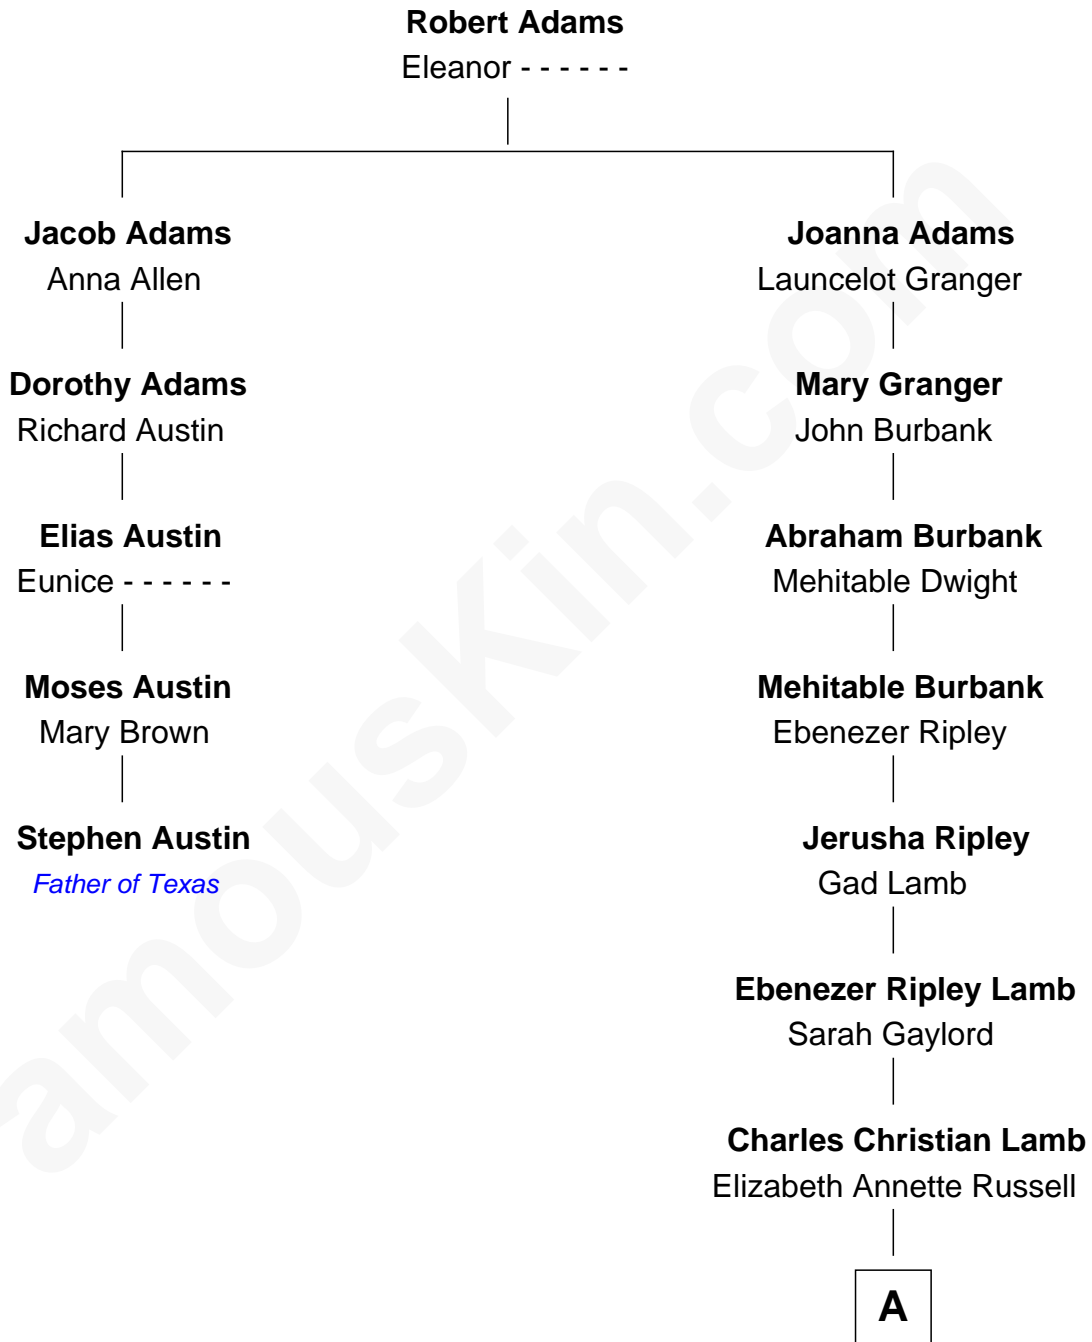 Robert Adams
Eleanor - - - - - -
Jacob Adams
Anna Allen
Dorothy Adams
Richard Austin
Elias Austin
Eunice - - - - - -
Moses Austin
Mary Brown
Stephen Austin
Father of Texas
Joanna Adams
Launcelot Granger
Mary Granger
John Burbank
Abraham Burbank
Mehitable Dwight
Mehitable Burbank
Ebenezer Ripley
Jerusha Ripley
Gad Lamb
Ebenezer Ripley Lamb
Sarah Gaylord
Charles Christian Lamb
Elizabeth Annette Russell
A
amouskin.com